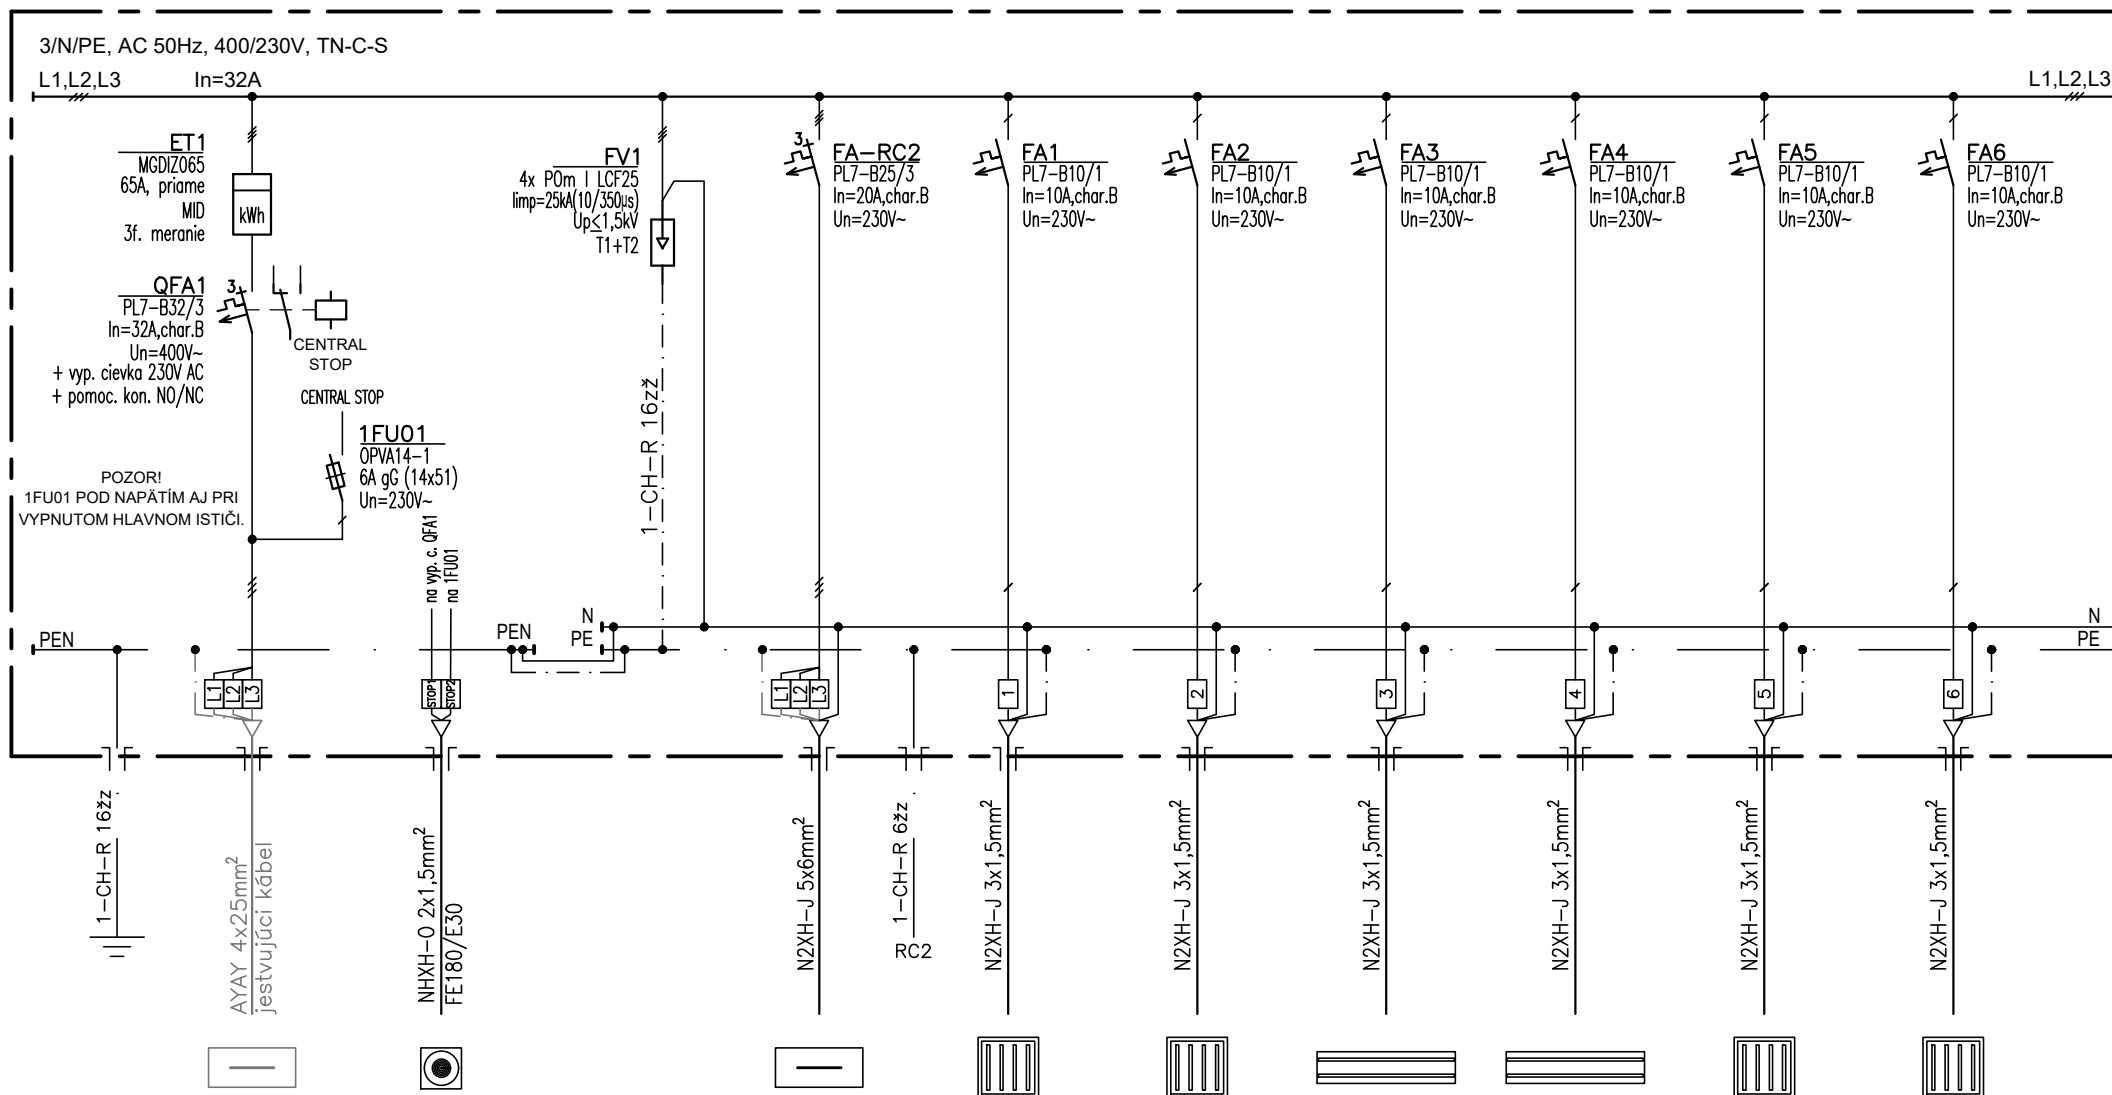 3/N/PE, AC 50Hz, 400/230V, TN-C-S
L1,L2,L3
In=32A
L1,L2,L3
ET1
MGDIZ065
65A, priame
MID
3f. meranie
kWh
QFA1
PL7-B32/3
In=32A,char.B
Un=400V~
+ vyp. cievka 230V AC
+ pomoc. kon. NO/NC
3
CENTRAL
STOP
CENTRAL STOP
1FU01
OPVA14-1
6A gG (14x51)
Un=230V~
POZOR!
1FU01 POD NAPÄTÍM AJ PRI
VYPNUTOM HLAVNOM ISTIČI.
na vyp. c. QFA1
na 1FU01
FV1
4x POm I LCF25
Iimp=25kA(10/350µs)
Up≤1,5kV
T1+T2
1-CH-R 16zž
3
FA-RC2
PL7-B25/3
In=20A,char.B
Un=230V~
FA1
PL7-B10/1
In=10A,char.B
Un=230V~
FA2
PL7-B10/1
In=10A,char.B
Un=230V~
FA3
PL7-B10/1
In=10A,char.B
Un=230V~
FA4
PL7-B10/1
In=10A,char.B
Un=230V~
FA5
PL7-B10/1
In=10A,char.B
Un=230V~
FA6
PL7-B10/1
In=10A,char.B
Un=230V~
PEN
PEN
N
PE
N
PE
L1
L2
L3
STOP1
STOP2
L1
L2
L3
1
2
3
4
5
6
1-CH-R 16žz
AYAY 4x25mm²
jestvujúci kábel
NHXH-O 2x1,5mm²
FE180/E30
N2XH-J 5x6mm²
1-CH-R 6žz
RC2
N2XH-J 3x1,5mm²
N2XH-J 3x1,5mm²
N2XH-J 3x1,5mm²
N2XH-J 3x1,5mm²
N2XH-J 3x1,5mm²
N2XH-J 3x1,5mm²